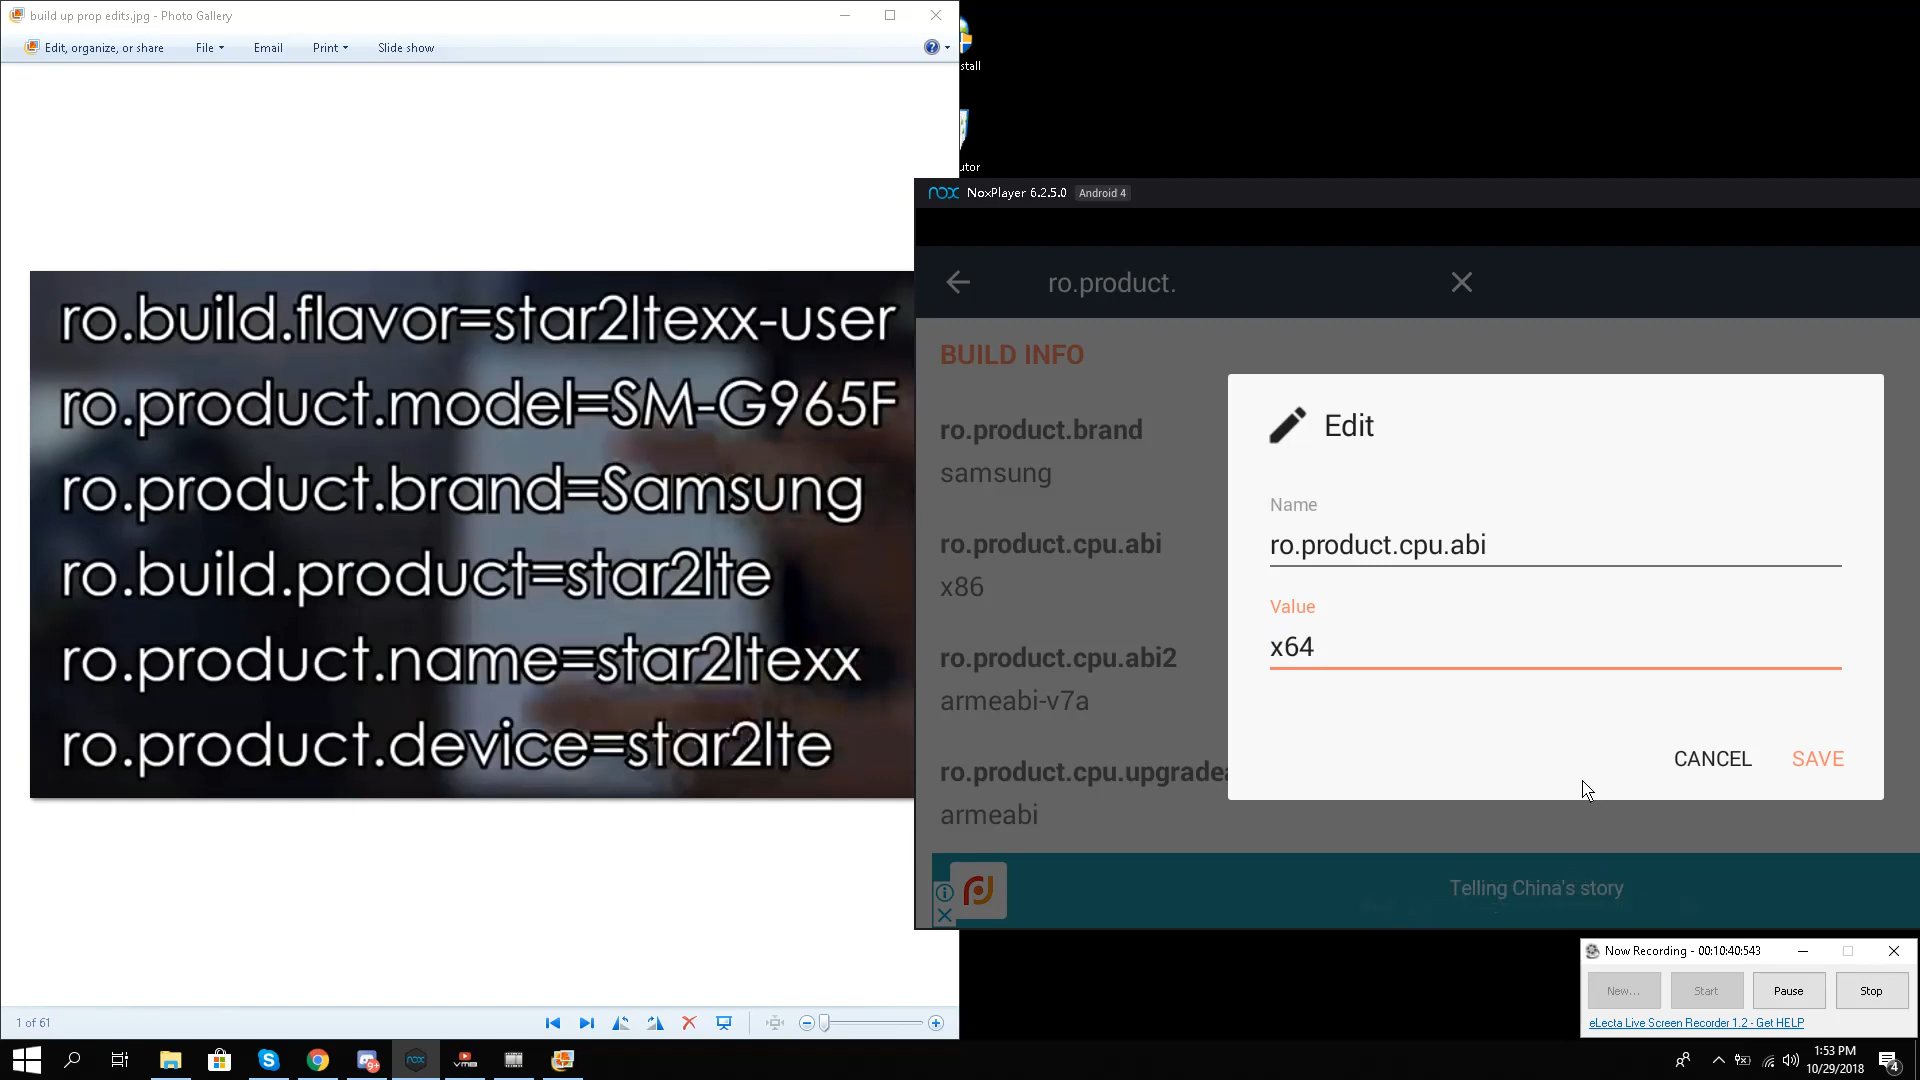 build up prop edits.jpg - Photo Gallery
Edit, organize, or share File Email Print Slide show
ro.build.flavor=star2ltexx-user
ro.product.model=SM-G965F
ro.product.brand=Samsung
ro.build.product=star2lte
ro.product.name=star2ltexx
ro.product.device=star2lte
1 of 61
stall
utor
nox NoxPlayer 6.2.5.0 Android 4
ro.product.
BUILD INFO
ro.product.brand
samsung
ro.product.cpu.abi
x86
ro.product.cpu.abi2
armeabi-v7a
ro.product.cpu.upgradea
armeabi
Edit
Name
ro.product.cpu.abi
Value
x64
CANCEL SAVE
Telling China's story
Now Recording - 00:10:40:543
New... Start Pause Stop
eLecta Live Screen Recorder 1.2 - Get HELP
9+
nox
VMB
1:53 PM
10/29/2018
4